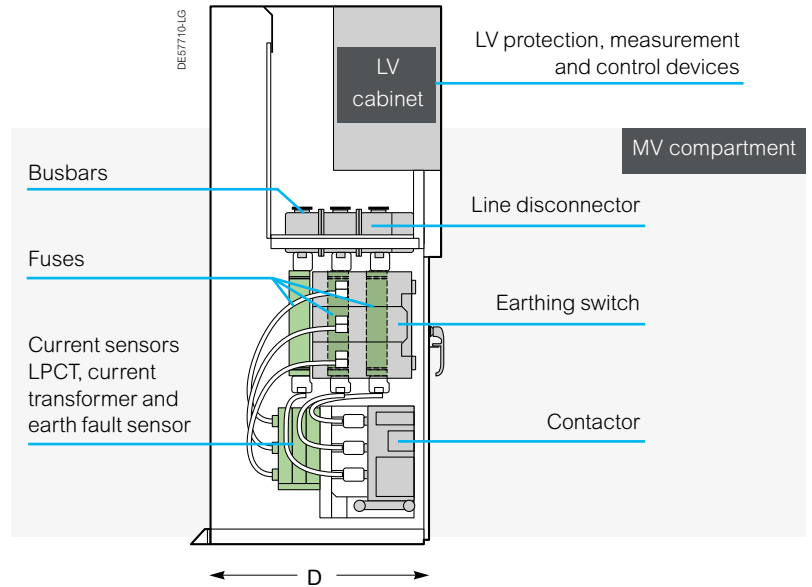 DE57710-LG
LV
cabinet
LV protection, measurement
and control devices
MV compartment
Busbars
Line disconnector
Fuses
Earthing switch
Current sensors
LPCT, current
transformer and
earth fault sensor
Contactor
D